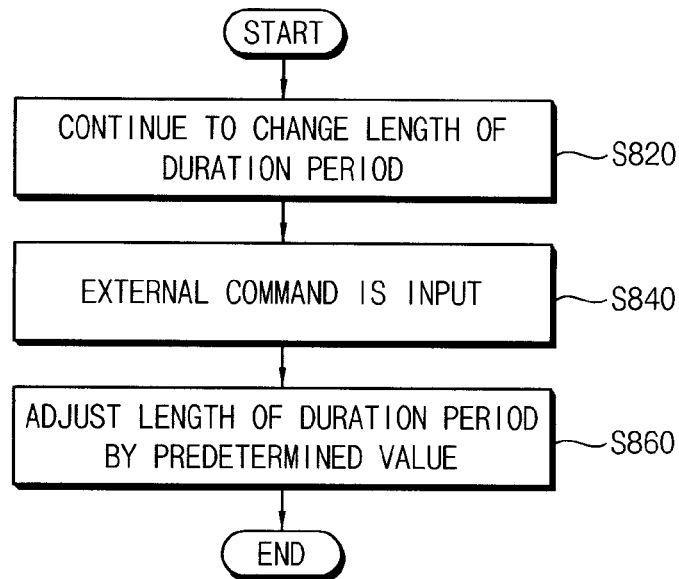 START
CONTINUE TO CHANGE LENGTH OF
DURATION PERIOD
S820
EXTERNAL COMMAND IS INPUT
S840
ADJUST LENGTH OF DURATION PERIOD
BY PREDETERMINED VALUE
S860
END